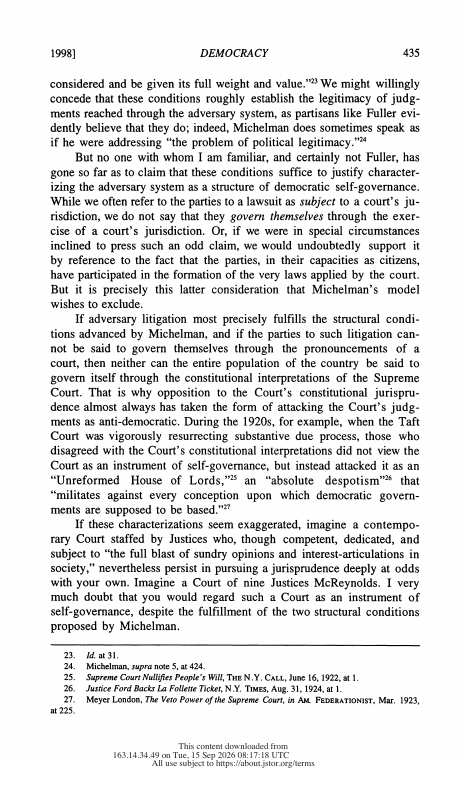 1998] DEMOCRACY 435
considered and be given its full weight and value."23 We might willingly
concede that these conditions roughly establish the legitimacy of judg-
ments reached through the adversary system, as partisans like Fuller evi-
dently believe that they do; indeed, Michelman does sometimes speak as
if he were addressing "the problem of political legitimacy."24
But no one with whom I am familiar, and certainly not Fuller, has
gone so far as to claim that these conditions suffice to justify character-
izing the adversary system as a structure of democratic self-governance.
While we often refer to the parties to a lawsuit as subject to a court's ju-
risdiction, we do not say that they govern themselves through the exer-
cise of a court's jurisdiction. Or, if we were in special circumstances
inclined to press such an odd claim, we would undoubtedly support it
by reference to the fact that the parties, in their capacities as citizens,
have participated in the formation of the very laws applied by the court.
But it is precisely this latter consideration that Michelman's model
wishes to exclude.
If adversary litigation most precisely fulfills the structural condi-
tions advanced by Michelman, and if the parties to such litigation can-
not be said to govern themselves through the pronouncements of a
court, then neither can the entire population of the country be said to
govern itself through the constitutional interpretations of the Supreme
Court. That is why opposition to the Court's constitutional jurispru-
dence almost always has taken the form of attacking the Court's judg-
ments as anti-democratic. During the 1920s, for example, when the Taft
Court was vigorously resurrecting substantive due process, those who
disagreed with the Court's constitutional interpretations did not view the
Court as an instrument of self-governance, but instead attacked it as an
"Unreformed House of Lords,"25 an "absolute despotism"26 that
"militates against every conception upon which democratic govern-
ments are supposed to be based."27
If these characterizations seem exaggerated, imagine a contempo-
rary Court staffed by Justices who, though competent, dedicated, and
subject to "the full blast of sundry opinions and interest-articulations in
society," nevertheless persist in pursuing a jurisprudence deeply at odds
with your own. Imagine a Court of nine Justices McReynolds. I very
much doubt that you would regard such a Court as an instrument of
self-governance, despite the fulfillment of the two structural conditions
proposed by Michelman.
23. Id. at 31.
24. Michelman, supra note 5, at 424.
25. Supreme Court Nullifies People's Will, THE N.Y. CALL, June 16, 1922, at 1.
26. Justice Ford Backs La Follette Ticket, N.Y. TIMES, Aug. 31, 1924, at 1.
27. Meyer London, The Veto Power of the Supreme Court, in AM. FEDERATIONIST, Mar. 1923,
at 225.
This content downloaded from
163.14.34.49 on Tue, 15 Sep 2026 08:17:18 UTC
All use subject to https://about.jstor.org/terms